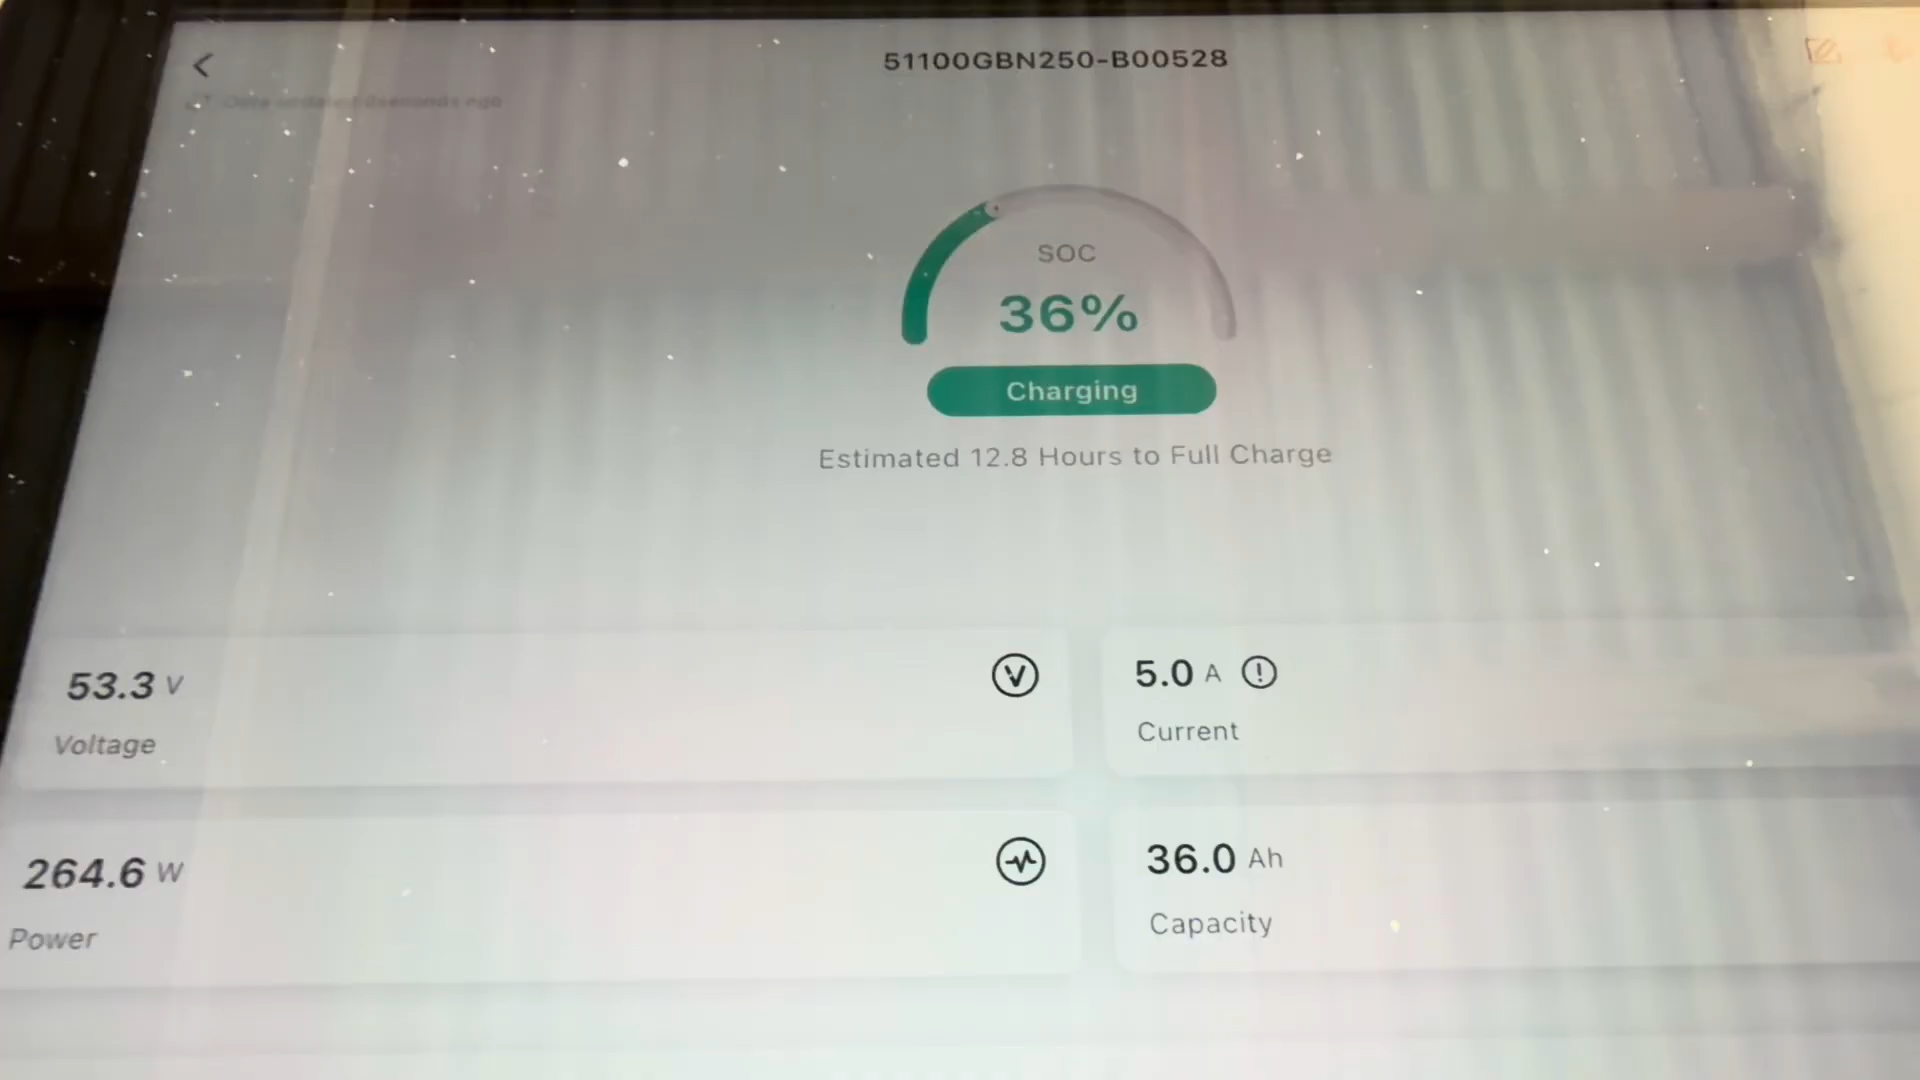 51100GBN250-B00528
SOC
36%
Charging
Estimated 12.8 Hours to Full Charge
53.3 V
Voltage
5.0 A
Current
264.6 W
Power
36.0 Ah
Capacity